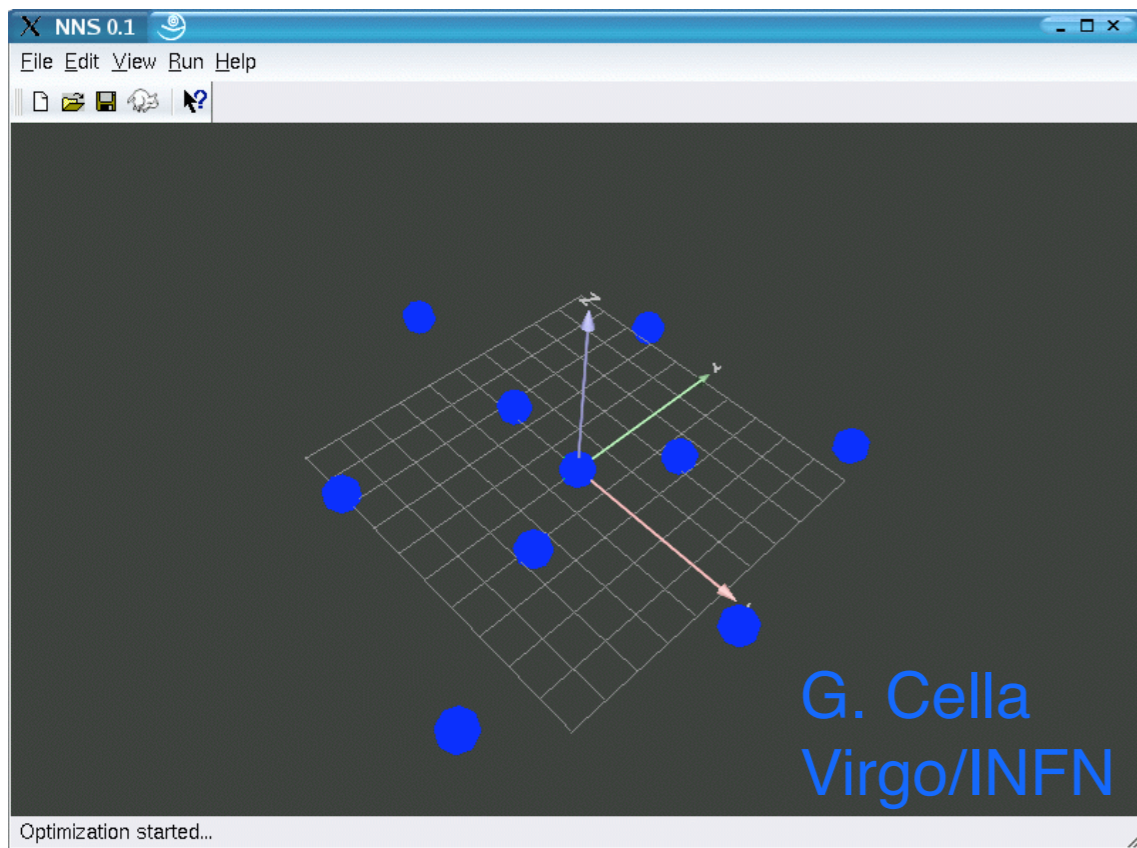 NNS 0.1
File Edit View Run Help
Z
Optimization started...
G. Cella
Virgo/INFN